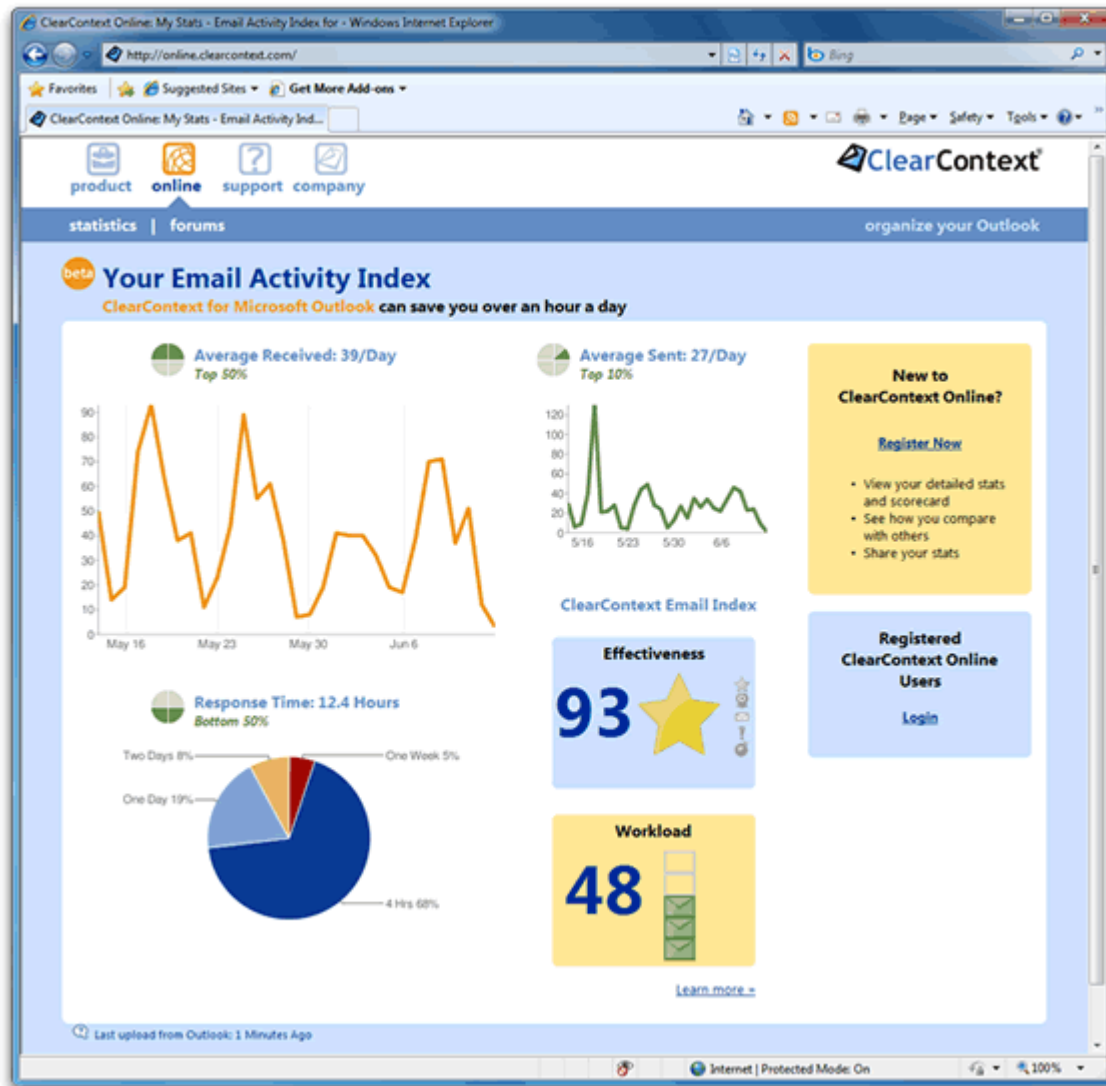 ClearContext Online: My Stats - Email Activity Index for - Windows Internet Explorer
http://online.clearcontext.com/
Bing
Favorites
Suggested Sites
Get More Add-ons
ClearContext Online: My Stats - Email Activity Ind...
Page
Safety
Tools
product
online
support
company
ClearContext®
statistics | forums
organize your Outlook
beta
Your Email Activity Index
ClearContext for Microsoft Outlook can save you over an hour a day
Average Received: 39/Day
Top 50%
90
80
70
60
50
40
30
20
10
0
May 16
May 23
May 30
Jun 6
Average Sent: 27/Day
Top 10%
120
100
80
60
40
20
0
5/16
5/23
5/30
6/6
New to
ClearContext Online?
Register Now
• View your detailed stats
and scorecard
• See how you compare
with others
• Share your stats
ClearContext Email Index
Effectiveness
93
Registered
ClearContext Online
Users
Login
Response Time: 12.4 Hours
Bottom 50%
Two Days 8%
One Week 5%
One Day 19%
4 Hrs 68%
Workload
48
Learn more »
Last upload from Outlook: 1 Minutes Ago
Internet | Protected Mode: On
100%